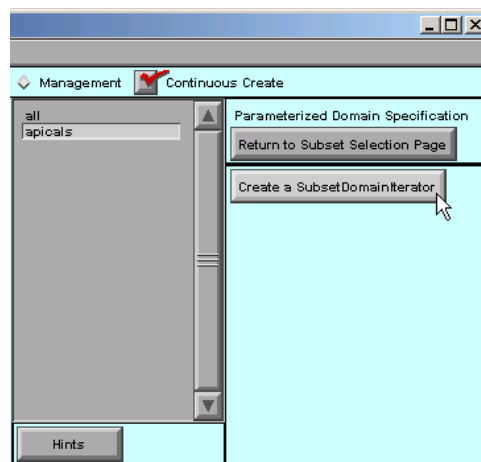 Management Continuous Create
all
apicals
Parameterized Domain Specification
Return to Subset Selection Page
Create a SubsetDomainIterator
Hints